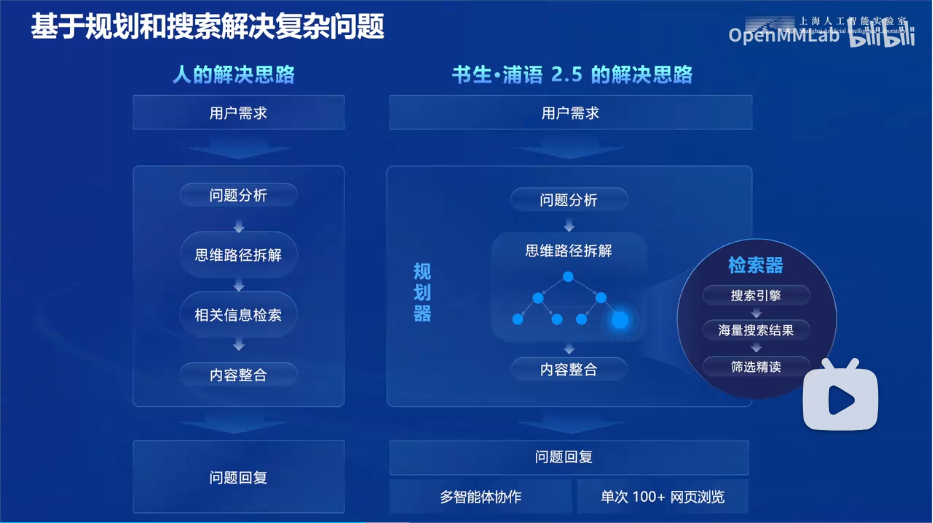 基于规划和搜索解决复杂问题
上海人工智能实验室
OpenMMLab bilibili
人的解决思路
用户需求
问题分析
思维路径拆解
相关信息检索
内容整合
问题回复
书生·浦语 2.5 的解决思路
用户需求
规划器
问题分析
思维路径拆解
内容整合
检索器
搜索引擎
海量搜索结果
筛选精读
问题回复
多智能体协作
单次 100+ 网页浏览